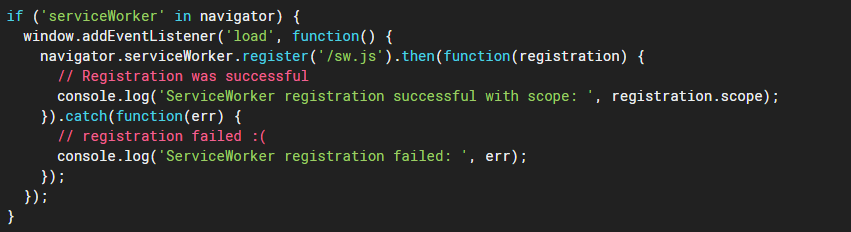 if ('serviceWorker' in navigator) {
  window.addEventListener('load', function() {
    navigator.serviceWorker.register('/sw.js').then(function(registration) {
      // Registration was successful
      console.log('ServiceWorker registration successful with scope: ', registration.scope);
    }).catch(function(err) {
      // registration failed :(
      console.log('ServiceWorker registration failed: ', err);
    });
  });
}